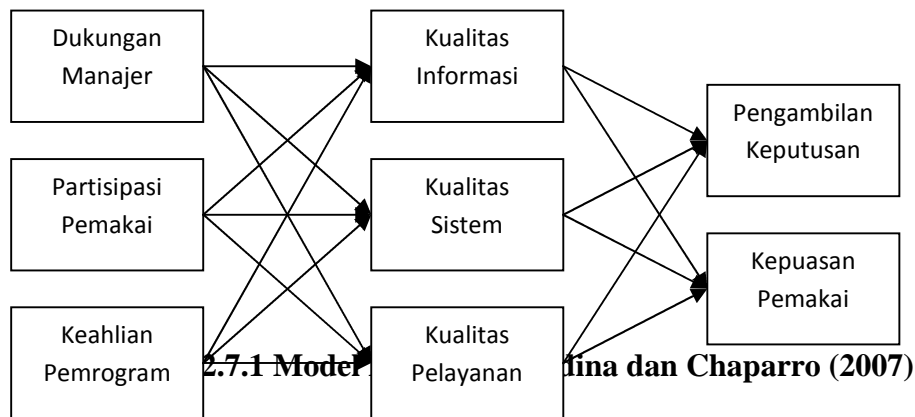 Dukungan
Manajer
Kualitas
Informasi
Pengambilan
Keputusan
Partisipasi
Pemakai
Kualitas
Sistem
Kepuasan
Pemakai
Keahlian
Pemrogram
Kualitas
Pelayanan
2.7.1 Model dina dan Chaparro (2007)